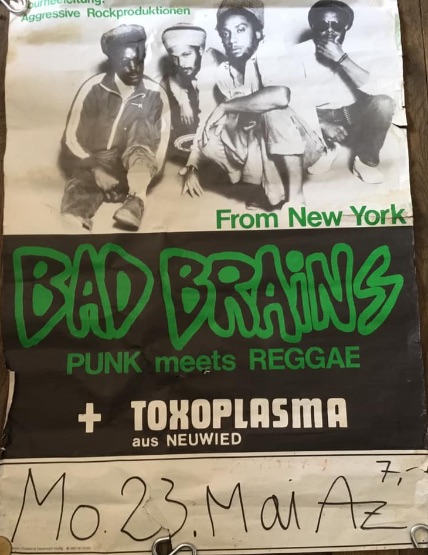 Aggressive Rockproduktionen
From New York
BAD BRAINS
PUNK meets REGGAE
+ TOXOPLASMA
aus NEUWIED
7,-
Mo. 23. Mai Az